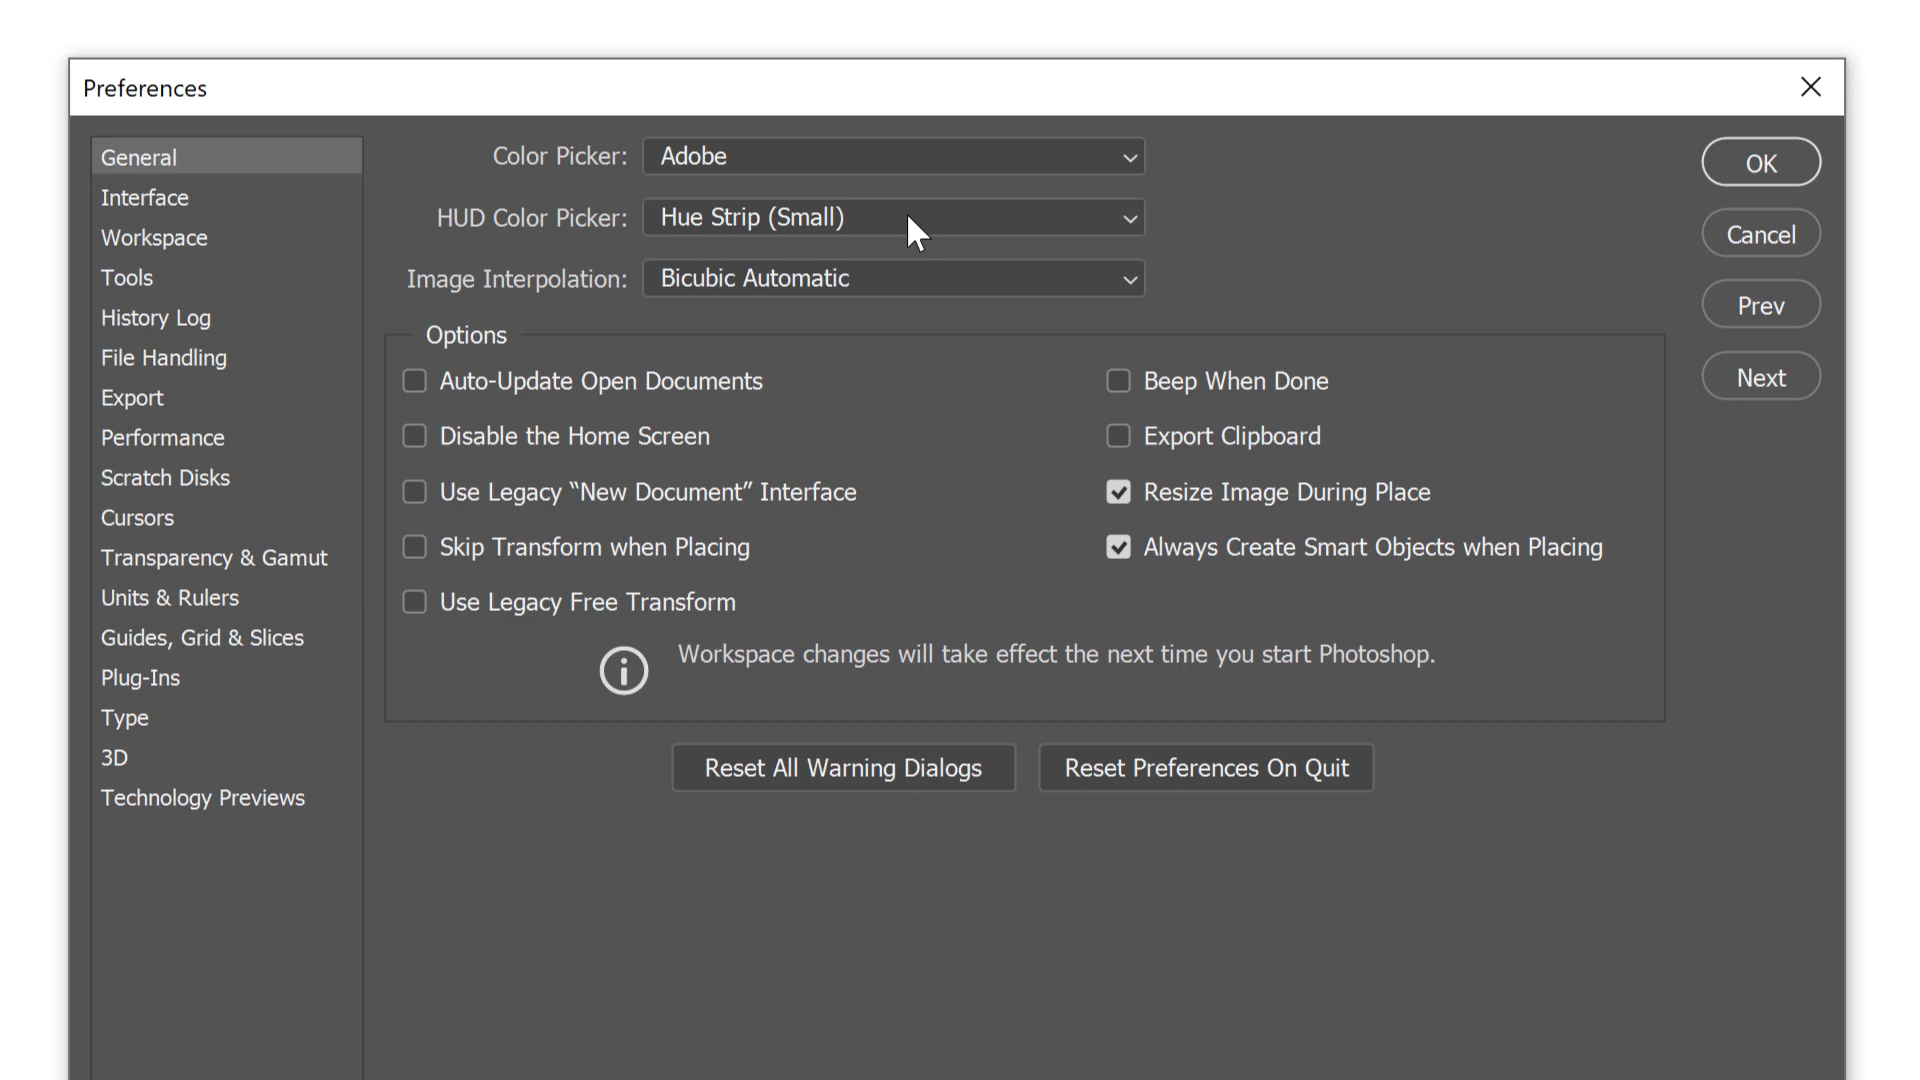 Preferences
General
Interface
Workspace
Tools
History Log
File Handling
Export
Performance
Scratch Disks
Cursors
Transparency & Gamut
Units & Rulers
Guides, Grid & Slices
Plug-Ins
Type
3D
Technology Previews
Color Picker: Adobe
HUD Color Picker: Hue Strip (Small)
Image Interpolation: Bicubic Automatic
Options
Auto-Update Open Documents
Disable the Home Screen
Use Legacy “New Document” Interface
Skip Transform when Placing
Use Legacy Free Transform
Beep When Done
Export Clipboard
Resize Image During Place
Always Create Smart Objects when Placing
Workspace changes will take effect the next time you start Photoshop.
Reset All Warning Dialogs
Reset Preferences On Quit
OK
Cancel
Prev
Next